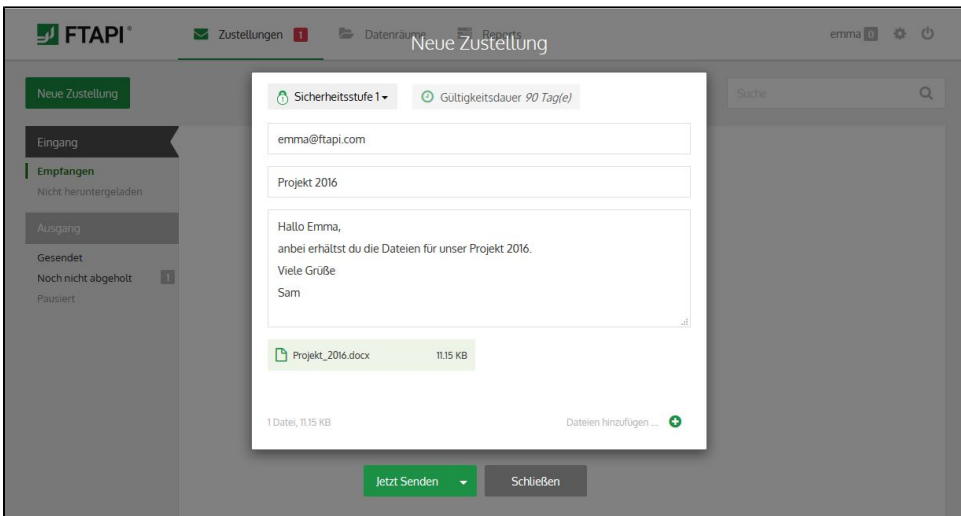 FTAPI®
Zustellungen 1
Datenräume
Reports
emma 0
Neue Zustellung
Neue Zustellung
Sicherheitsstufe 1
Gültigkeitsdauer 90 Tag(e)
Suche
Eingang
Empfangen
Nicht heruntergeladen
Ausgang
Gesendet
Noch nicht abgeholt 1
Pausiert
emma@ftapi.com
Projekt 2016
Hallo Emma,
anbei erhältst du die Dateien für unser Projekt 2016.
Viele Grüße
Sam
Projekt_2016.docx 11.15 KB
1 Datei, 11.15 KB
Dateien hinzufügen ...
Jetzt Senden
Schließen